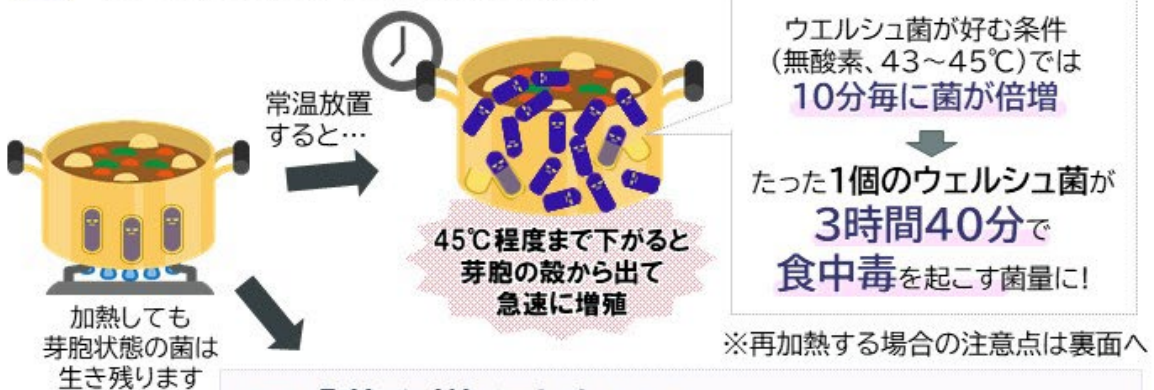 加熱しても
芽胞状態の菌は
生き残ります
常温放置
すると…
45℃程度まで下がると
芽胞の殻から出て
急速に増殖
ウエルシュ菌が好む条件
(無酸素、43～45℃)では
10分毎に菌が倍増
たった1個のウェルシュ菌が
3時間40分で
食中毒を起こす菌量に!
※再加熱する場合の注意点は裏面へ